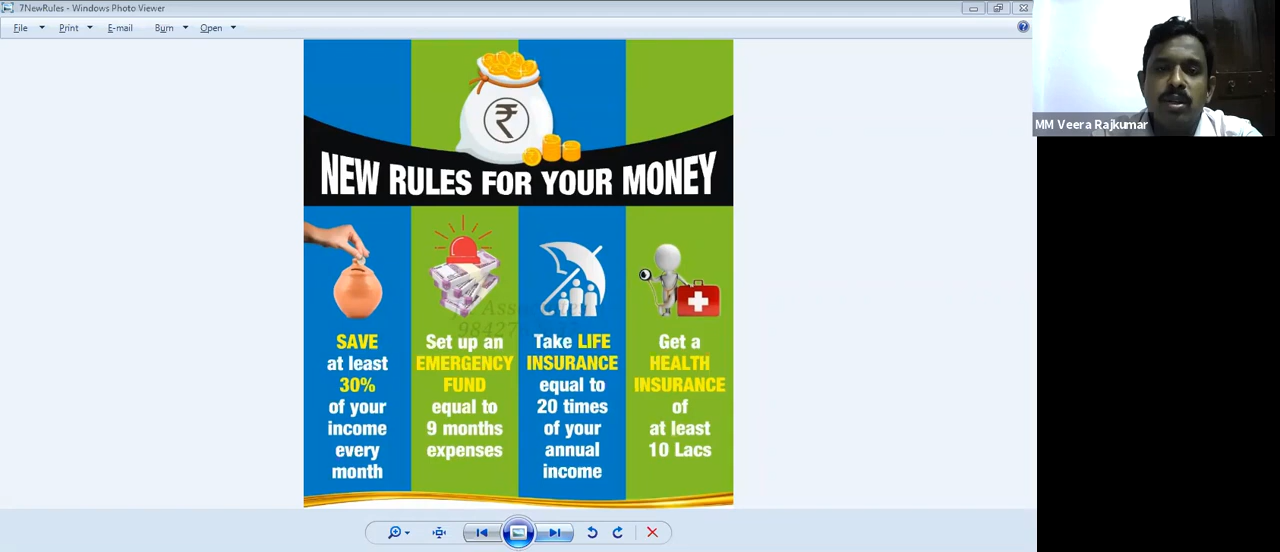 7NewRules - Windows Photo Viewer
File Print E-mail Burn Open
MM Veera Rajkumar
₹
NEW RULES FOR YOUR MONEY
SAVE
at least
30%
of your
income
every
month
Set up an
EMERGENCY
FUND
equal to
9 months
expenses
Take LIFE
INSURANCE
equal to
20 times
of your
annual
income
Get a
HEALTH
INSURANCE
of
at least
10 Lacs